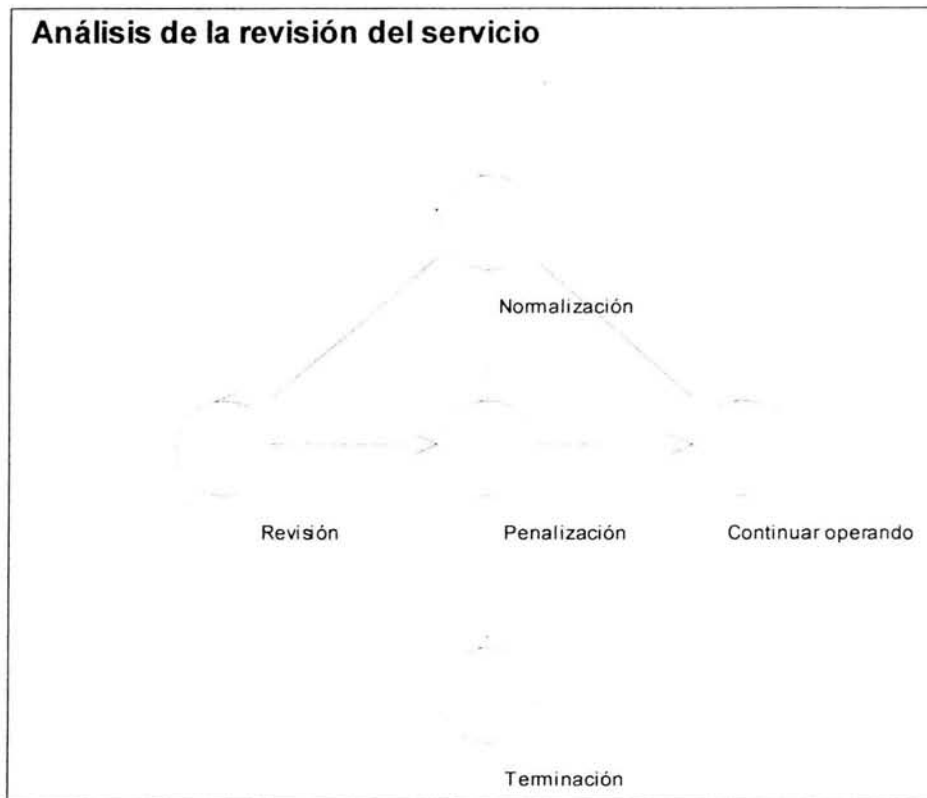 Análisis de la revisión del servicio
Normalización
Revisión
Penalización
Continuar operando
Terminación